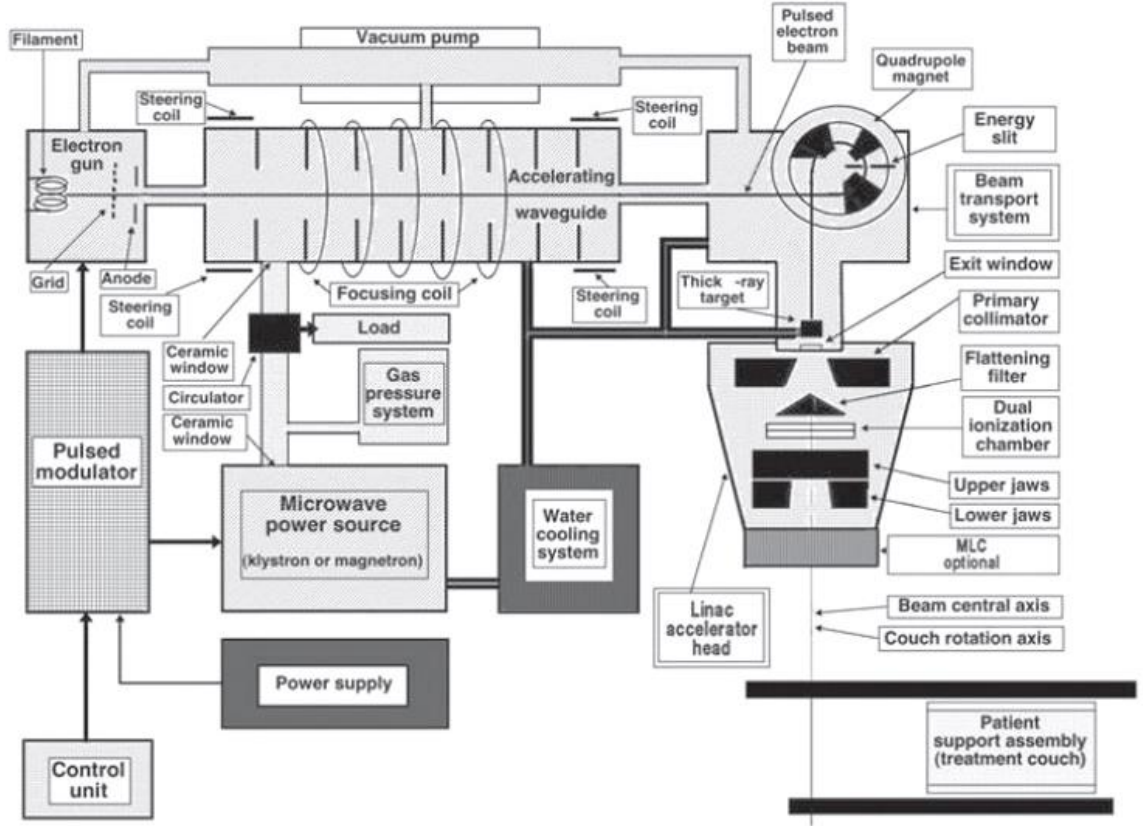 Filament
Vacuum pump
Pulsed
electron
beam
Quadrupole
magnet
Energy
slit
Steering
coil
Steering
coil
Electron
gun
Accelerating
waveguide
Beam
transport
system
Grid
Anode
Steering
coil
Focusing coil
Steering
coil
Thick -ray
target
Exit window
Primary
collimator
Load
Ceramic
window
Circulator
Ceramic
window
Gas
pressure
system
Flattening
filter
Dual
ionization
chamber
Pulsed
modulator
Upper jaws
Lower jaws
Microwave
power source
(klystron or magnetron)
Water
cooling
system
MLC
optional
Linac
accelerator
head
Beam central axis
Couch rotation axis
Power supply
Control
unit
Patient
support assembly
(treatment couch)